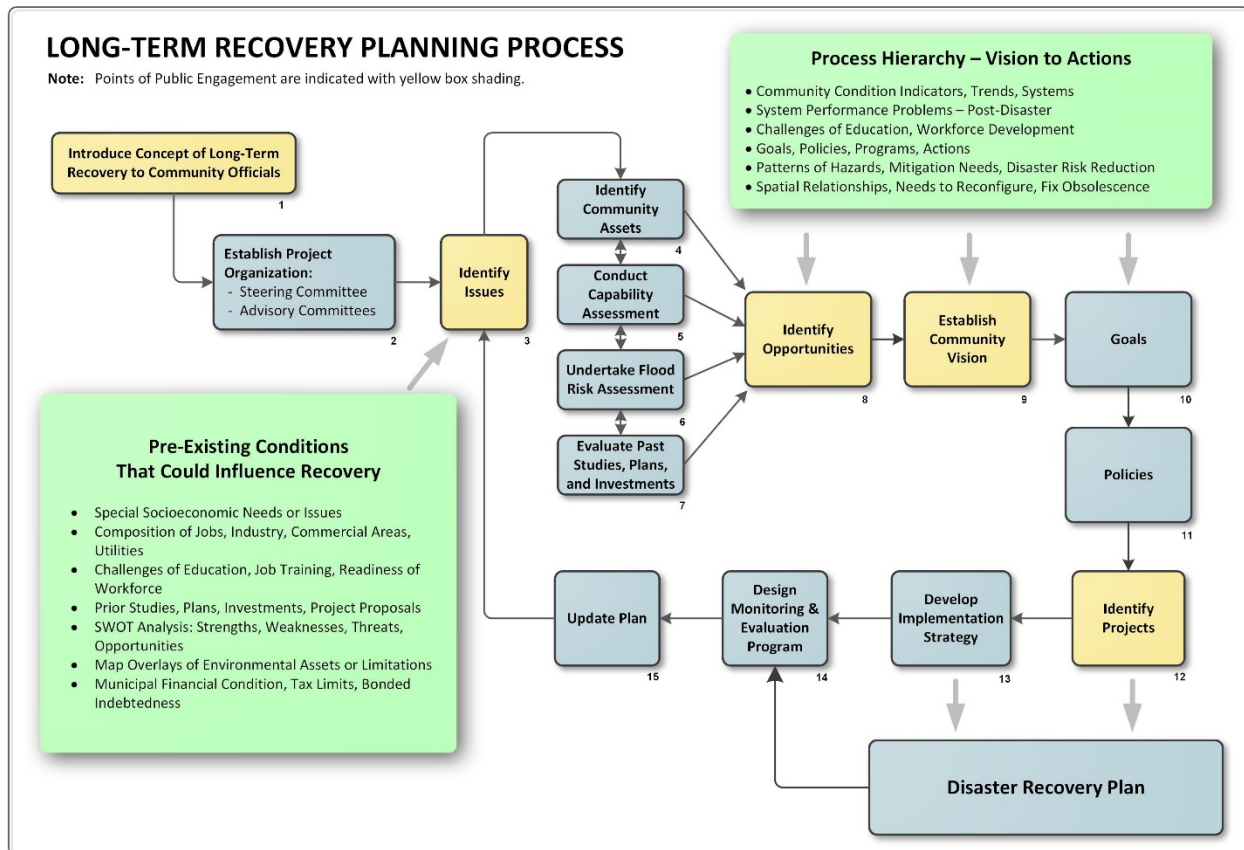 LONG-TERM RECOVERY PLANNING PROCESS
Note: Points of Public Engagement are indicated with yellow box shading.
Process Hierarchy – Vision to Actions
• Community Condition Indicators, Trends, Systems
• System Performance Problems – Post-Disaster
• Challenges of Education, Workforce Development
• Goals, Policies, Programs, Actions
• Patterns of Hazards, Mitigation Needs, Disaster Risk Reduction
• Spatial Relationships, Needs to Reconfigure, Fix Obsolescence
Introduce Concept of Long-Term
Recovery to Community Officials
1
Establish Project
Organization:
- Steering Committee
- Advisory Committees
2
Identify
Issues
3
Identify
Community
Assets
4
Conduct
Capability
Assessment
5
Undertake Flood
Risk Assessment
6
Evaluate Past
Studies, Plans,
and Investments
7
Identify
Opportunities
8
Establish
Community
Vision
9
Goals
10
Policies
11
Identify
Projects
12
Develop
Implementation
Strategy
13
Design
Monitoring &
Evaluation
Program
14
Update Plan
15
Disaster Recovery Plan
Pre-Existing Conditions
That Could Influence Recovery
• Special Socioeconomic Needs or Issues
• Composition of Jobs, Industry, Commercial Areas,
Utilities
• Challenges of Education, Job Training, Readiness of
Workforce
• Prior Studies, Plans, Investments, Project Proposals
• SWOT Analysis: Strengths, Weaknesses, Threats,
Opportunities
• Map Overlays of Environmental Assets or Limitations
• Municipal Financial Condition, Tax Limits, Bonded
Indebtedness